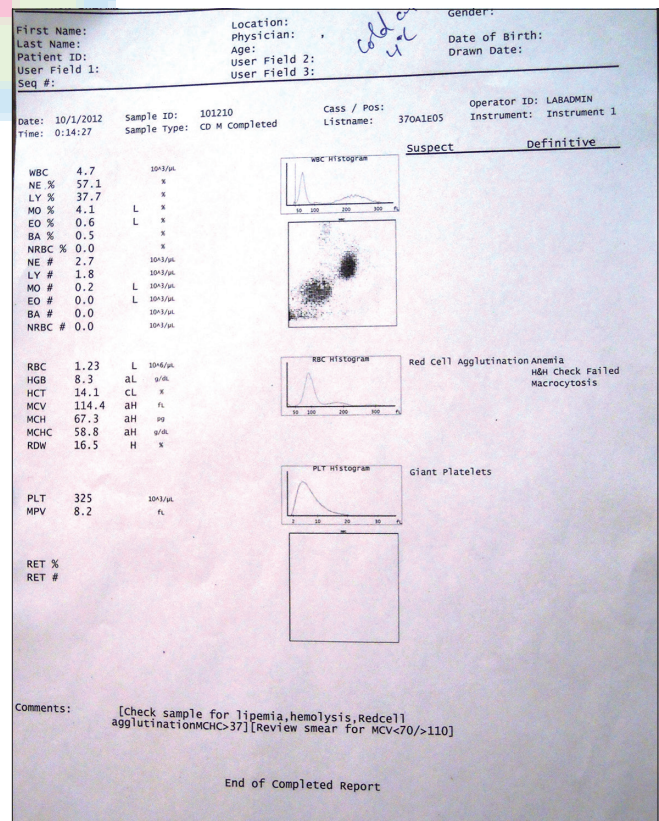 Gender:
First Name:
Location:
Last Name:
Physician:
Date of Birth:
Patient ID:
Age:
Drawn Date:
User Field 1:
User Field 2:
Seq #:
User Field 3:
cold
Date: 10/1/2012 Sample ID: 101210 Cass / Pos: Operator ID: LABADMIN
Time: 0:14:27 Sample Type: CD M Completed Listname: 370A1E05 Instrument: Instrument 1
Suspect Definitive
WBC 4.7 10^3/μL
NE % 57.1 %
LY % 37.7 %
MO % 4.1 L %
EO % 0.6 L %
BA % 0.5 %
NRBC % 0.0 %
NE # 2.7 10^3/μL
LY # 1.8 10^3/μL
MO # 0.2 L 10^3/μL
EO # 0.0 L 10^3/μL
BA # 0.0 10^3/μL
NRBC # 0.0 10^3/μL
WBC Histogram
50 100 200 300 fL
RBC 1.23 L 10^6/μL
HGB 8.3 aL g/dL
HCT 14.1 cL %
MCV 114.4 aH fL
MCH 67.3 aH pg
MCHC 58.8 aH g/dL
RDW 16.5 H %
RBC Histogram
50 100 200 300 fL
Red Cell Agglutination Anemia
H&H Check Failed
Macrocytosis
PLT 325 10^3/μL
MPV 8.2 fL
PLT Histogram
2 10 20 30 fL
Giant Platelets
RET %
RET #
Comments: [Check sample for lipemia,hemolysis,Redcell
agglutinationMCHC>37][Review smear for MCV<70/>110]
End of Completed Report